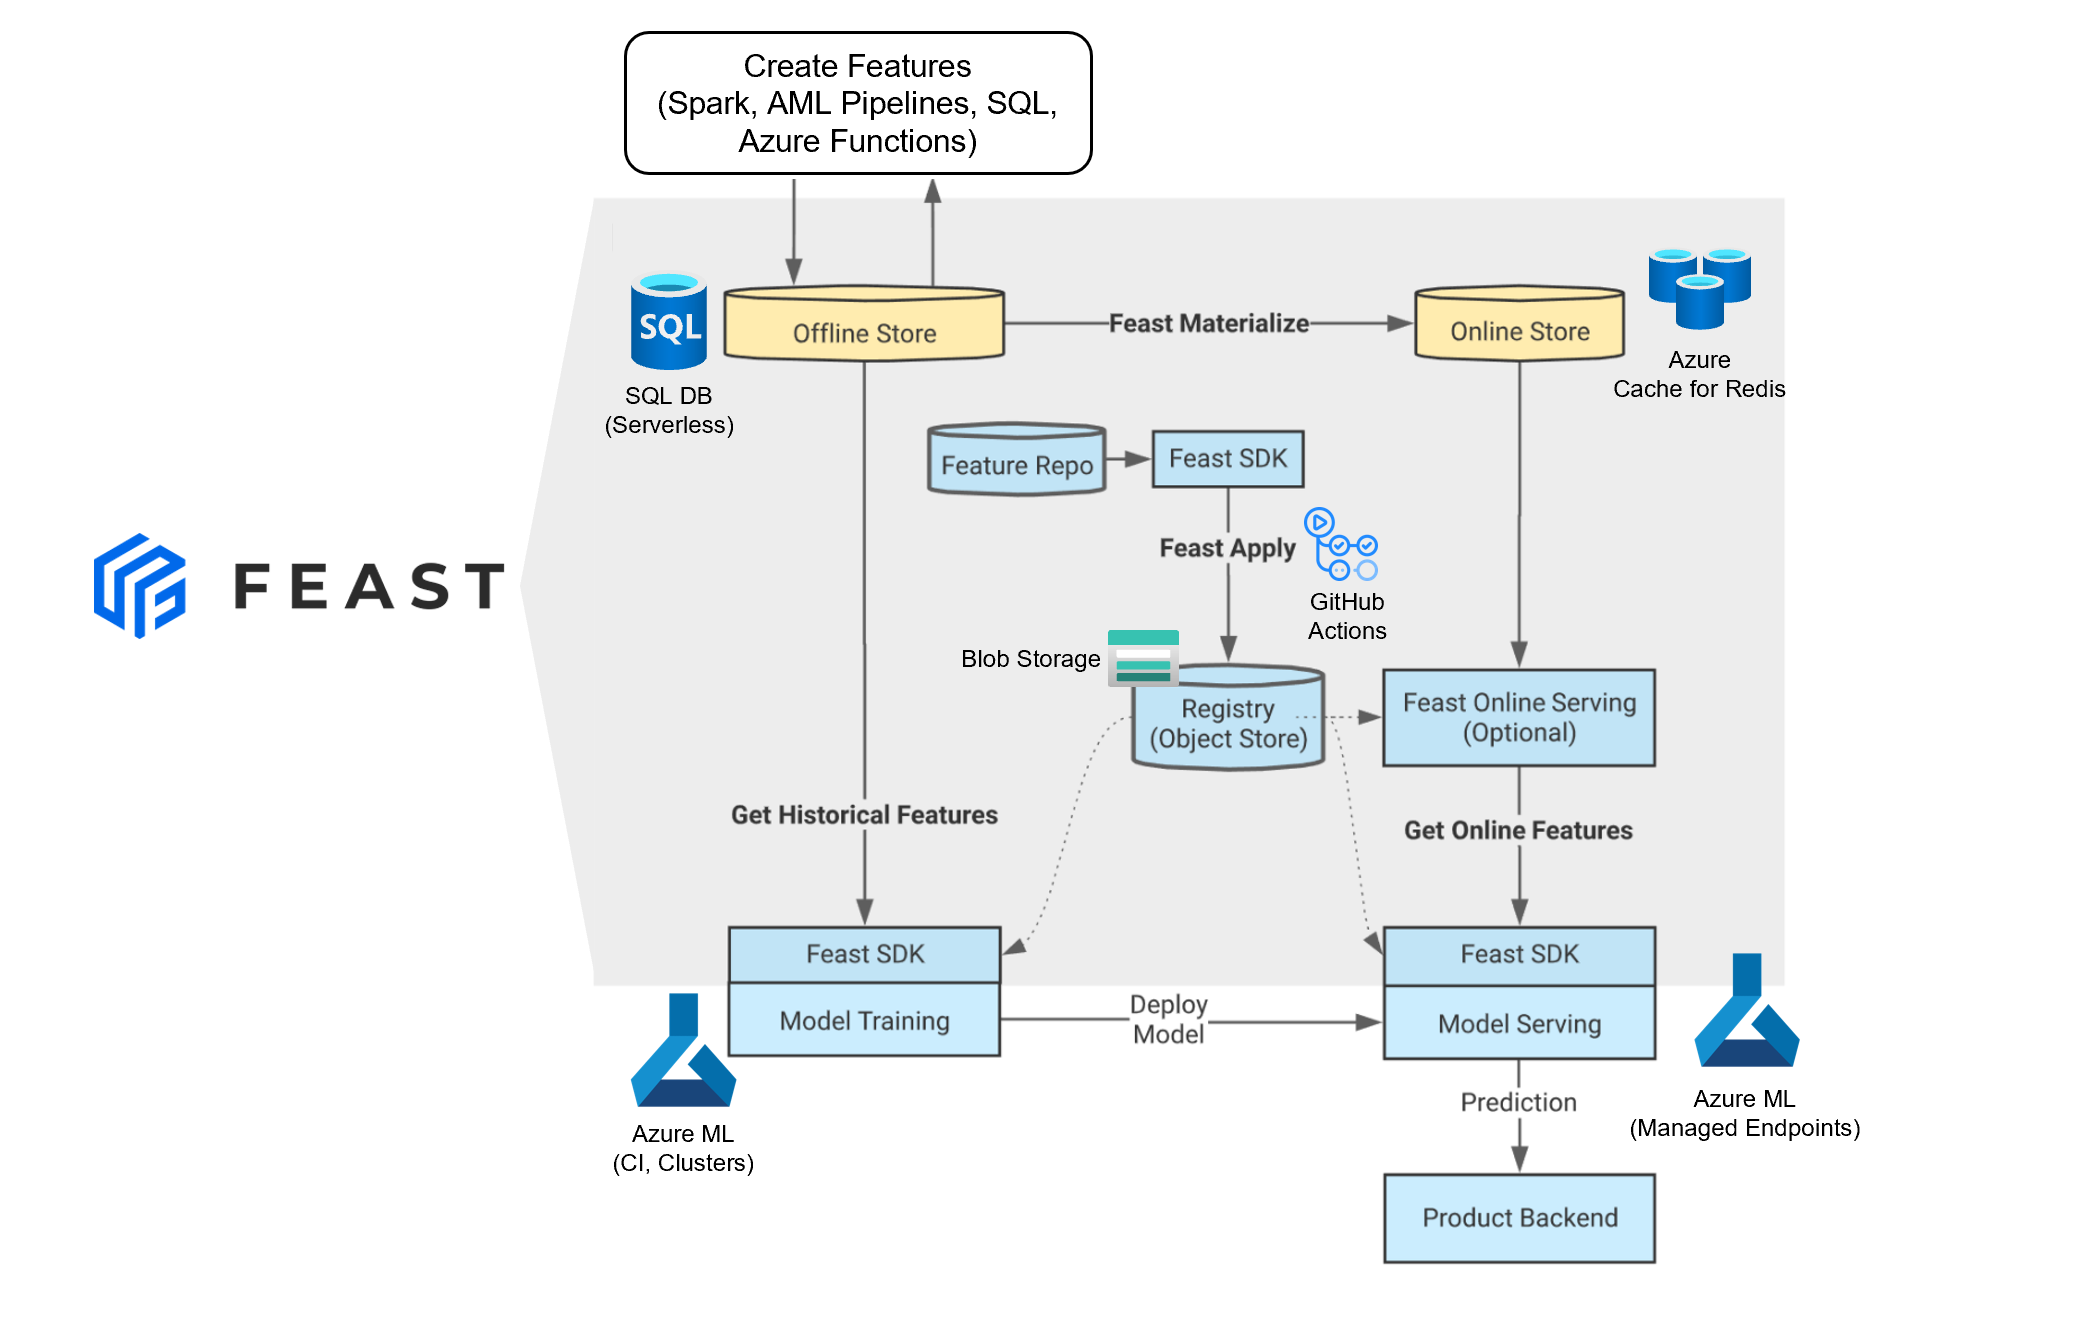 Create Features
(Spark, AML Pipelines, SQL,
Azure Functions)
SQL
SQL DB
(Serverless)
Offline Store
Feast Materialize
Online Store
Azure
Cache for Redis
Feature Repo
Feast SDK
Feast Apply
GitHub
Actions
FEAST
Blob Storage
Registry
(Object Store)
Feast Online Serving
(Optional)
Get Historical Features
Get Online Features
Feast SDK
Model Training
Deploy
Model
Feast SDK
Model Serving
Azure ML
(CI, Clusters)
Prediction
Azure ML
(Managed Endpoints)
Product Backend